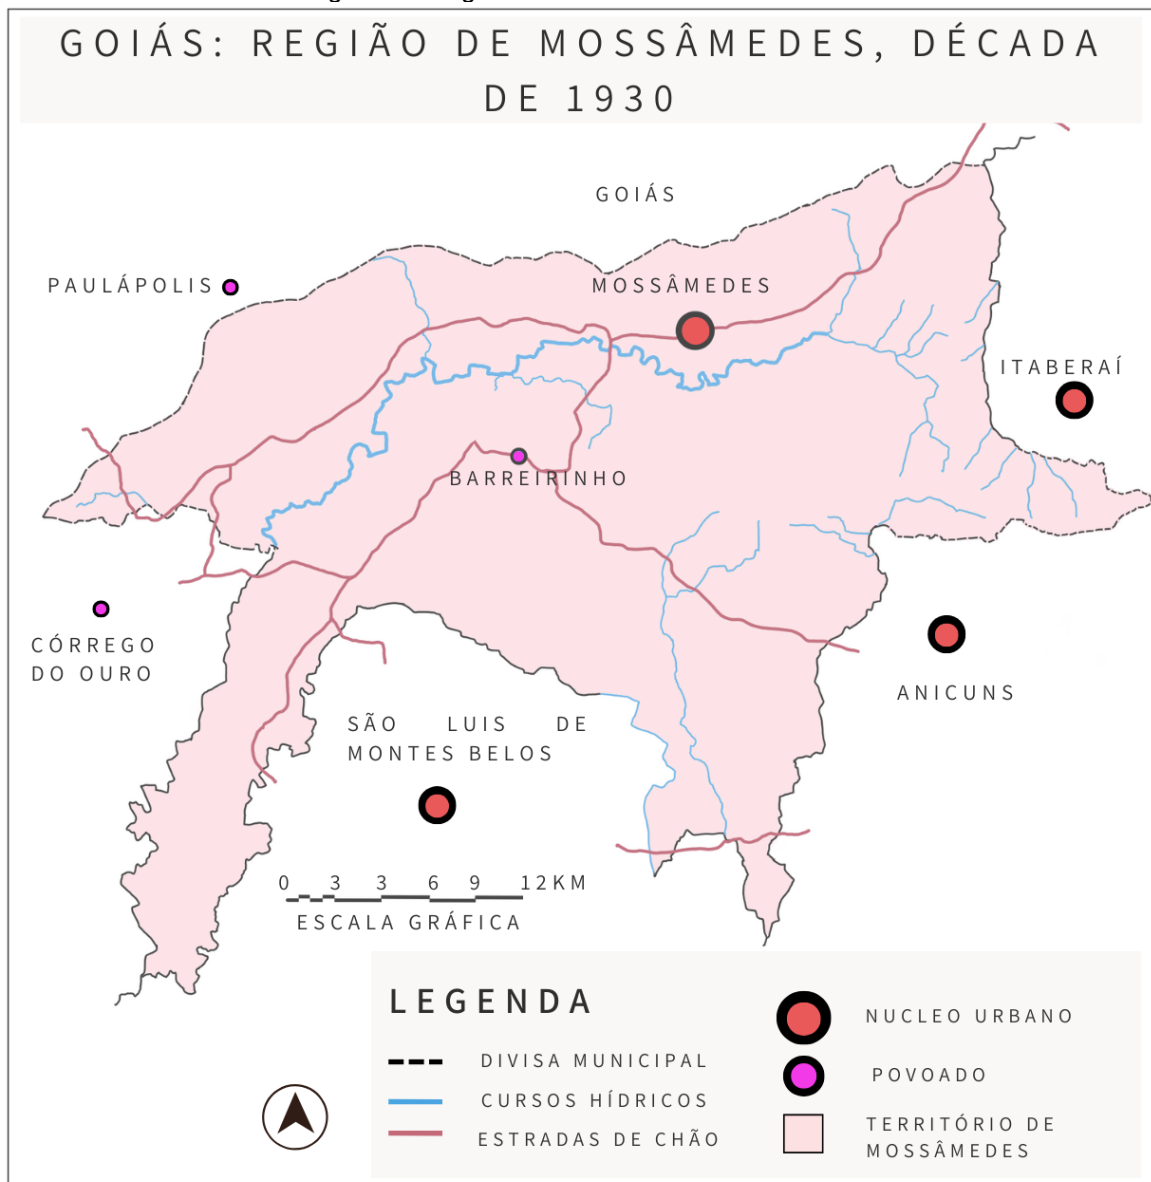 GOIÁS: REGIÃO DE MOSSÂMEDES, DÉCADA
DE 1930
GOIÁS
PAULÁPOLIS
MOSSÂMEDES
ITABERAÍ
BARREIRINHO
CÓRREGO
DO OURO
ANICUNS
SÃO LUIS DE
MONTES BELOS
0 3 3 6 9 12KM
ESCALA GRÁFICA
LEGENDA
DIVISA MUNICIPAL
CURSOS HÍDRICOS
ESTRADAS DE CHÃO
NUCLEO URBANO
POVOADO
TERRITÓRIO DE
MOSSÂMEDES